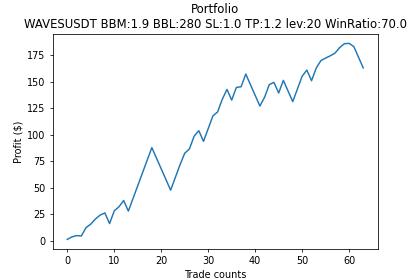 Portfolio
WAVESUSDT BBM:1.9 BBL:280 SL:1.0 TP:1.2 lev:20 WinRatio:70.0
Profit ($)
175
150
125
100
75
50
25
0
0 10 20 30 40 50 60
Trade counts